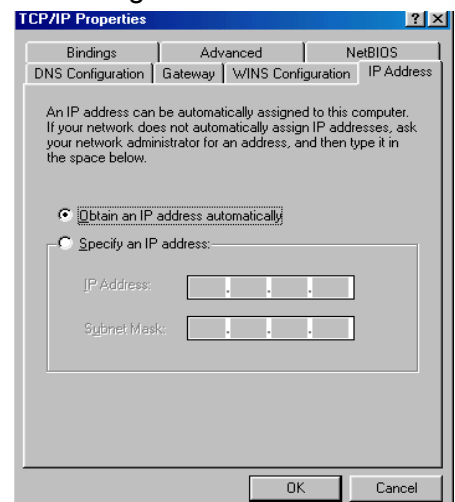 TCP/IP Properties
? ×
Bindings Advanced NetBIOS
DNS Configuration Gateway WINS Configuration IP Address
An IP address can be automatically assigned to this computer.
If your network does not automatically assign IP addresses, ask
your network administrator for an address, and then type it in
the space below.
Obtain an IP address automatically
Specify an IP address:
IP Address:
. . .
Subnet Mask:
. . .
OK Cancel